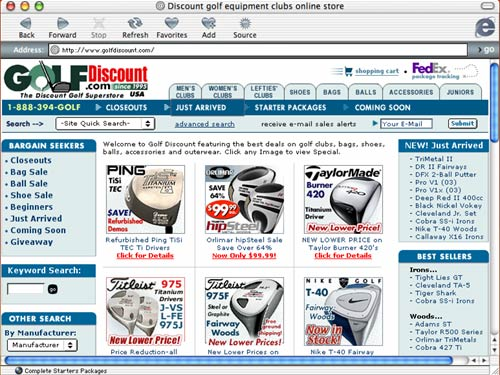 Discount golf equipment clubs online store
Back Forward Stop Refresh Favorites Add Source
Address: http://www.golfdiscount.com/
GOLF Discount .com since 1995
The Discount Golf Superstore USA
shopping cart FedEx. package tracking
MEN'S CLUBS WOMEN'S CLUBS LEFTIES' CLUBS SHOES BAGS BALLS ACCESSORIES JUNIORS
1-888-394-GOLF CLOSEOUTS JUST ARRIVED STARTER PACKAGES COMING SOON
Search --> -Site Quick Search- advanced search receive e-mail sales alerts Your E-Mail Submit
BARGAIN SEEKERS
Closeouts
Bag Sale
Ball Sale
Shoe Sale
Beginners
Just Arrived
Coming Soon
Giveaway
Keyword Search:
go
OTHER SEARCH
By Manufacturer:
Manufacturer
Welcome to Golf Discount featuring the best deals on golf clubs, bags, shoes,
balls, accessories and outerwear. Click any Image to view Special.
PING
TiSi
TEC
SAVE!
Refurbished
Demos
Refurbished Ping TiSi
TEC Ti Drivers
Click for Details
ORLIMAR
SAVE
64%
$99.99
hipSteel
Orlimar hipSteel Sale
Save Over 64%
Now Only $99.99!
TaylorMade
Burner
420
Titanium
Driver
NEW LOWER PRICE!
NEW LOWER PRICE on
Taylor Burner 420's
Click for Details
Titleist 975
Titanium
Drivers
J-VS
L-FE
975J
Price Reduction-all
Titleist
975F
Steel or
Graphite
Fairway
Woods
Free ground shipping!
New Lower Prices on
NIKE GOLF
T-40
Fairway
Woods
Now in
Stock!
Nike T-40 Fairway
NEW! Just Arrived
TriMetal II
DR II Fairways
DFX 2-Ball Putter
Pro V1 (03)
Pro V1x (03)
Deep Red II 400cc
Black Nickel Vokey
Cleveland Jr. Set
Cobra SS-i Irons
Nike T-40 Woods
Callaway X16 Irons
BEST SELLERS
Irons...
Tight Lies GT
Cleveland TA-5
Tiger Shark
Cobra SS-i Irons
Woods...
Adams ST
Taylor R500 Series
Titleist Drivers
Cobra 427 Ti
Complete Starters Packages